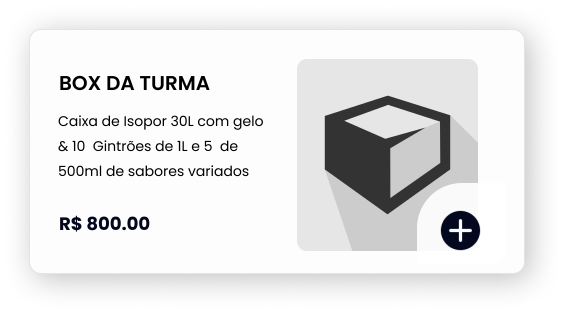 BOX DA TURMA
Caixa de Isopor 30L com gelo
& 10  Gintrões de 1L e 5  de
500ml de sabores variados
R$ 800.00